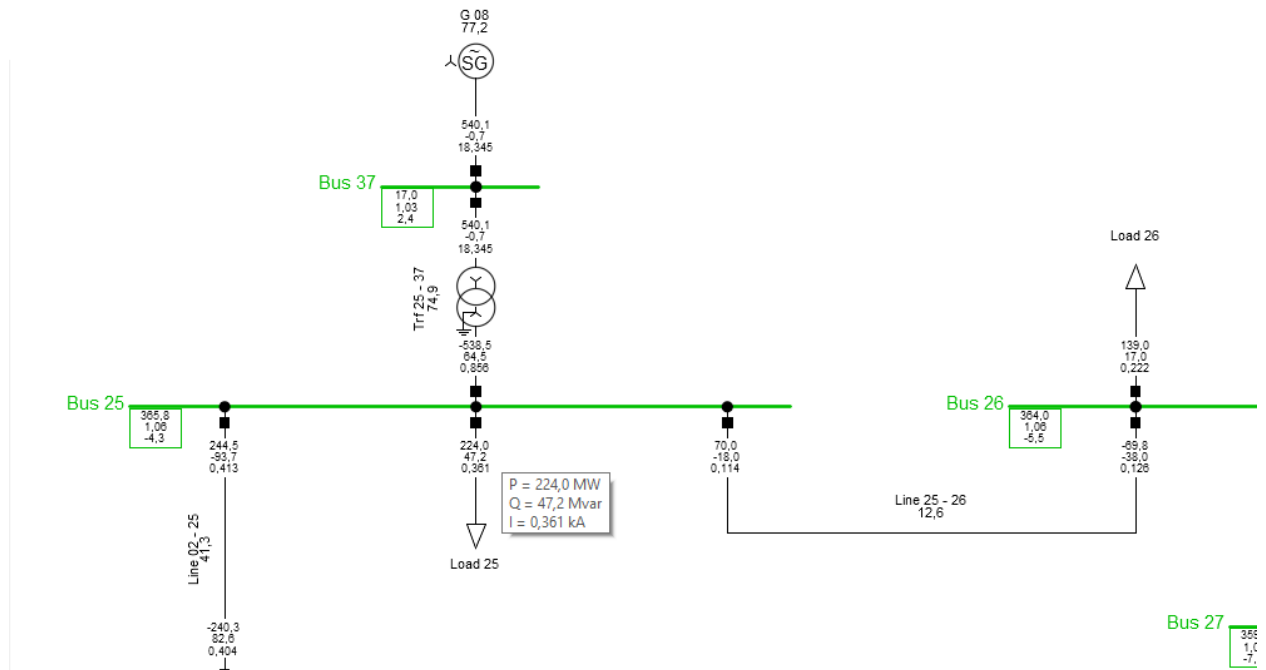 G 08
77,2
SG
540,1
-0,7
18,345
Bus 37
17,0
1,03
2,4
540,1
-0,7
18,345
Trf 25 - 37
74,9
-538,5
64,5
0,856
Load 26
139,0
17,0
0,222
Bus 25
365,8
1,06
-4,3
Bus 26
364,0
1,06
-5,5
244,5
-93,7
0,413
224,0
47,2
0,361
70,0
-18,0
0,114
-69,8
-38,0
0,126
P = 224,0 MW
Q = 47,2 Mvar
I = 0,361 kA
Line 25 - 26
12,6
Line 02 - 25
41,3
Load 25
-240,3
82,6
0,404
Bus 27